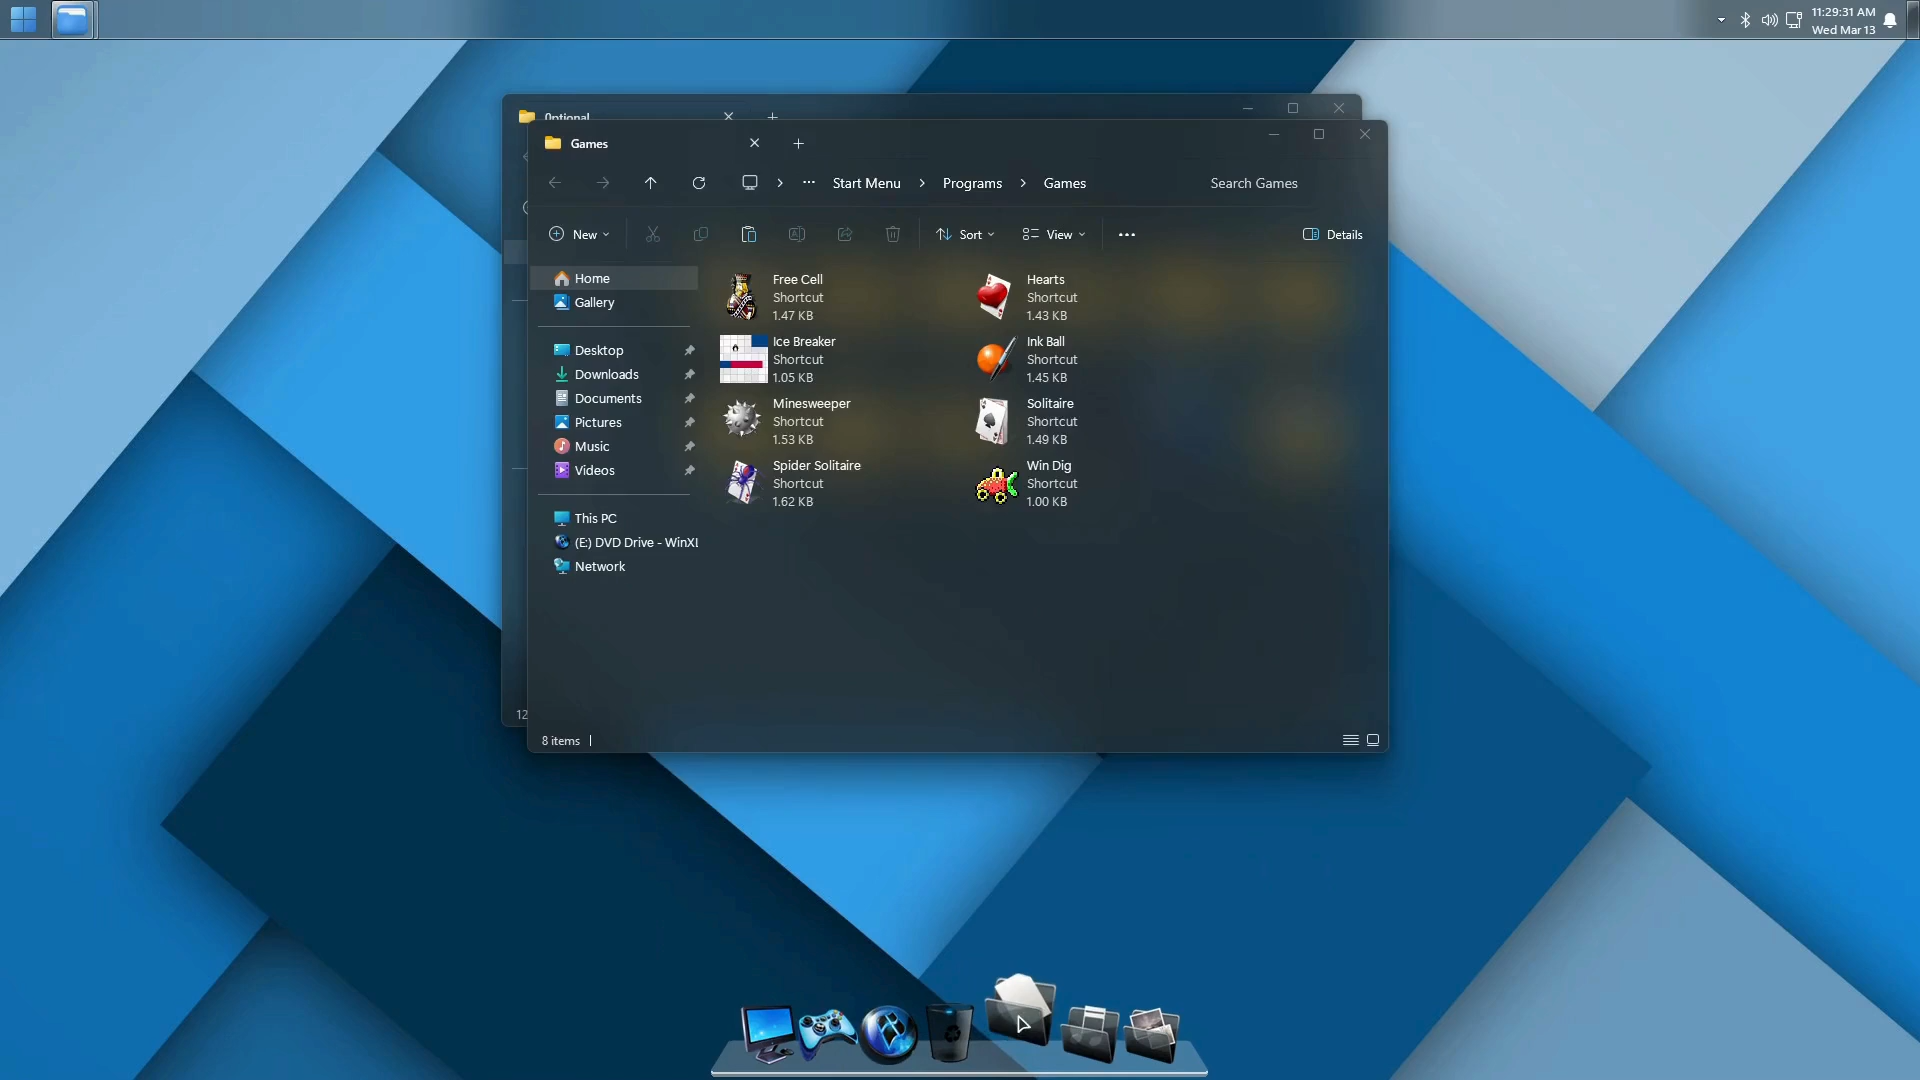 11:29:31 AM
Wed Mar 13
0ptional
Games
Start Menu
Programs
Games
Search Games
New
Sort
View
Details
Home
Gallery
Desktop
Downloads
Documents
Pictures
Music
Videos
This PC
(E:) DVD Drive - WinXL
Network
Free Cell
Shortcut
1.47 KB
Hearts
Shortcut
1.43 KB
Ice Breaker
Shortcut
1.05 KB
Ink Ball
Shortcut
1.45 KB
Minesweeper
Shortcut
1.53 KB
Solitaire
Shortcut
1.49 KB
Spider Solitaire
Shortcut
1.62 KB
Win Dig
Shortcut
1.00 KB
12
8 items